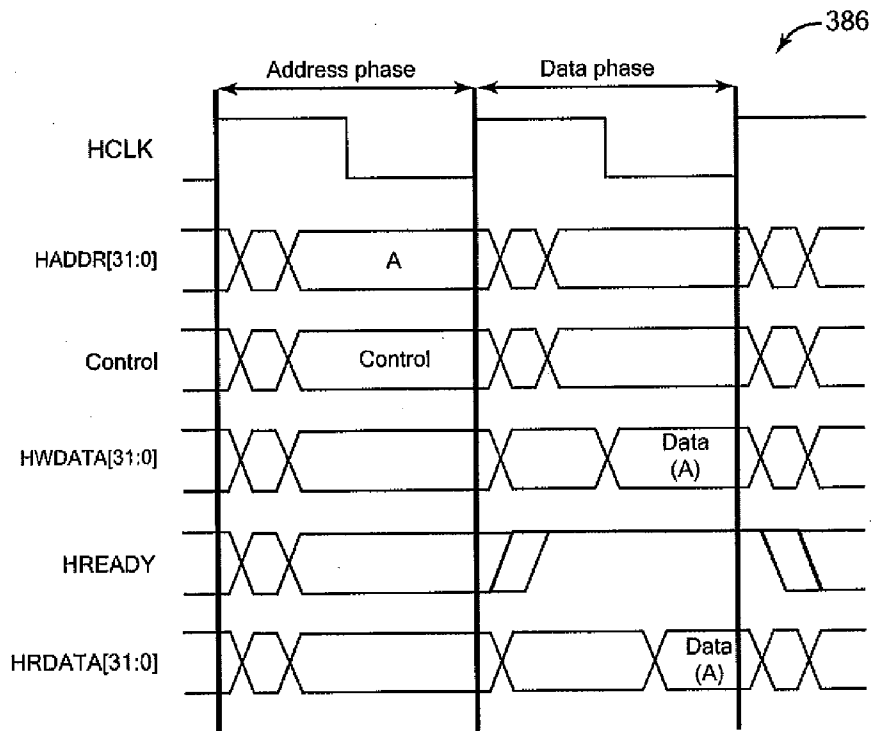 386
Address phase
Data phase
HCLK
HADDR[31:0]
A
Control
Control
HWDATA[31:0]
Data
(A)
HREADY
HRDATA[31:0]
Data
(A)